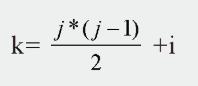 k= j*(j-1)/2 +i